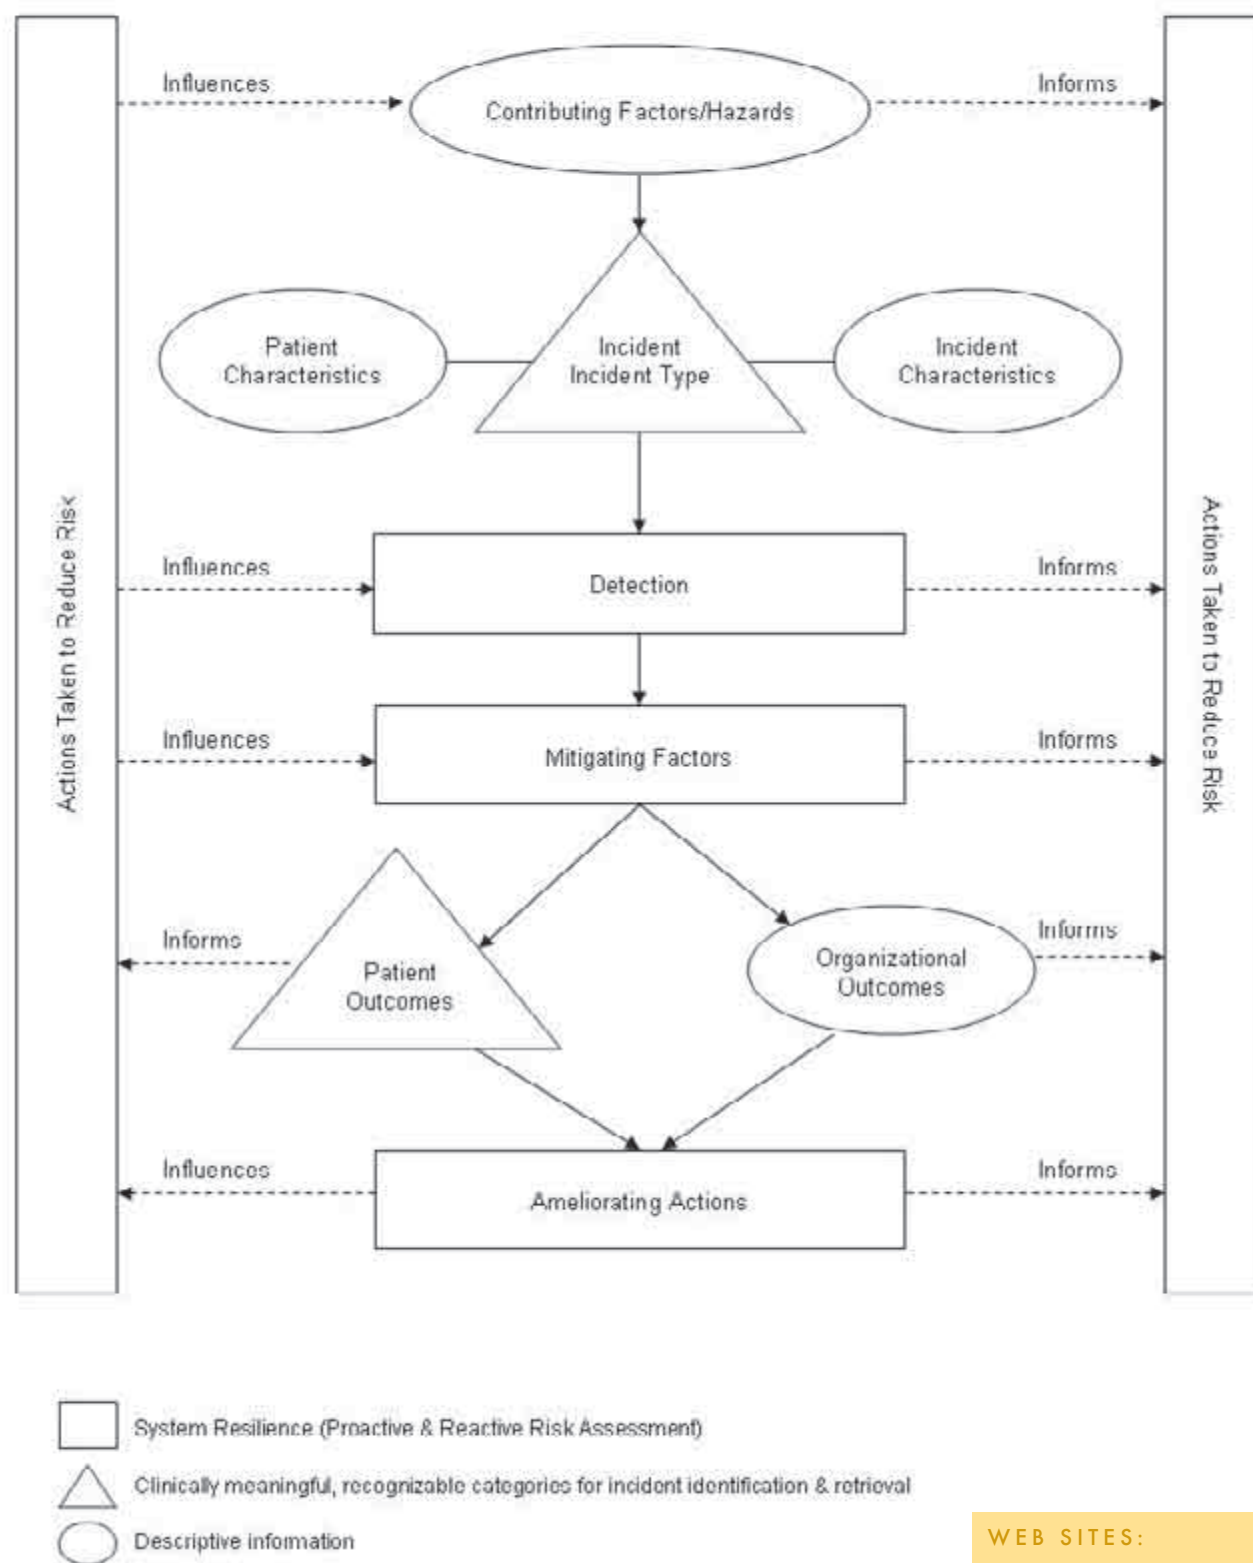 Influences
Informs
Contributing Factors/Hazards
Patient
Characteristics
Incident
Incident Type
Incident
Characteristics
Actions Taken to Reduce Risk
Actions Taken to Reduce Risk
Influences
Detection
Informs
Influences
Mitigating Factors
Informs
Informs
Patient
Outcomes
Organizational
Outcomes
Informs
Influences
Ameliorating Actions
Informs
System Resilience (Proactive & Reactive Risk Assessment)
Clinically meaningful, recognizable categories for incident identification & retrieval
Descriptive information
WEB SITES: